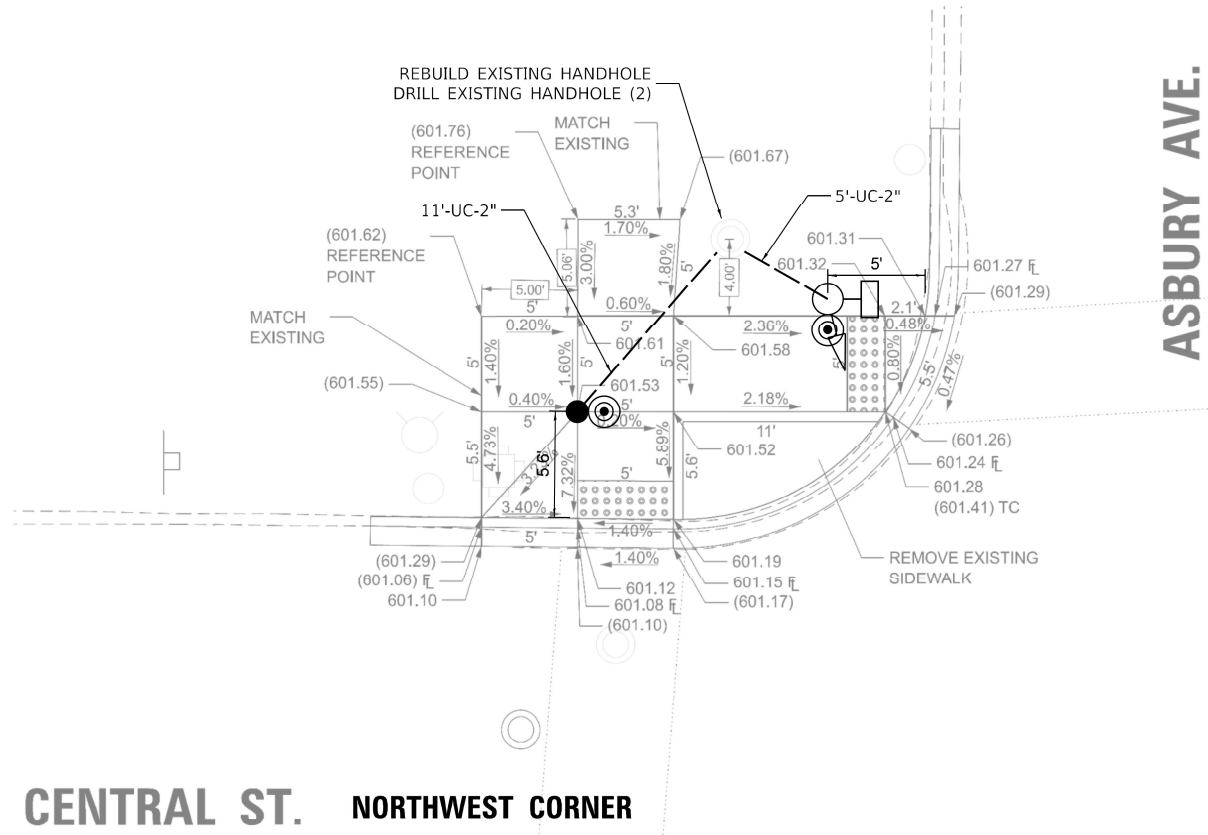 REBUILD EXISTING HANDHOLE
DRILL EXISTING HANDHOLE (2)
(601.76)
REFERENCE
POINT
MATCH
EXISTING
(601.67)
ASBURY AVE.
11'-UC-2"
5'-UC-2"
5.3'
1.70%
(601.62)
REFERENCE
POINT
5.06'
3.00%
1.80%
5'
4.00'
601.31
601.32
5'
601.27 FL
(601.29)
5.00'
5'
0.60%
2.1'
MATCH
EXISTING
0.20%
5'
601.61
2.36%
0.48%
601.58
5'
1.40%
1.60%
5'
5'
1.20%
5'
0.80%
5.5'
0.47%
(601.55)
601.53
0.40%
5'
5'
0.20%
2.18%
11'
(601.26)
5.5'
4.73%
5.6'
7.32%
5.89%
5.6'
601.52
601.24 FL
601.28
(601.41) TC
5'
3.40%
5'
1.40%
1.40%
(601.29)
(601.06) FL
601.10
601.12
601.08 FL
(601.10)
601.19
601.15 FL
(601.17)
REMOVE EXISTING
SIDEWALK
CENTRAL ST.
NORTHWEST CORNER